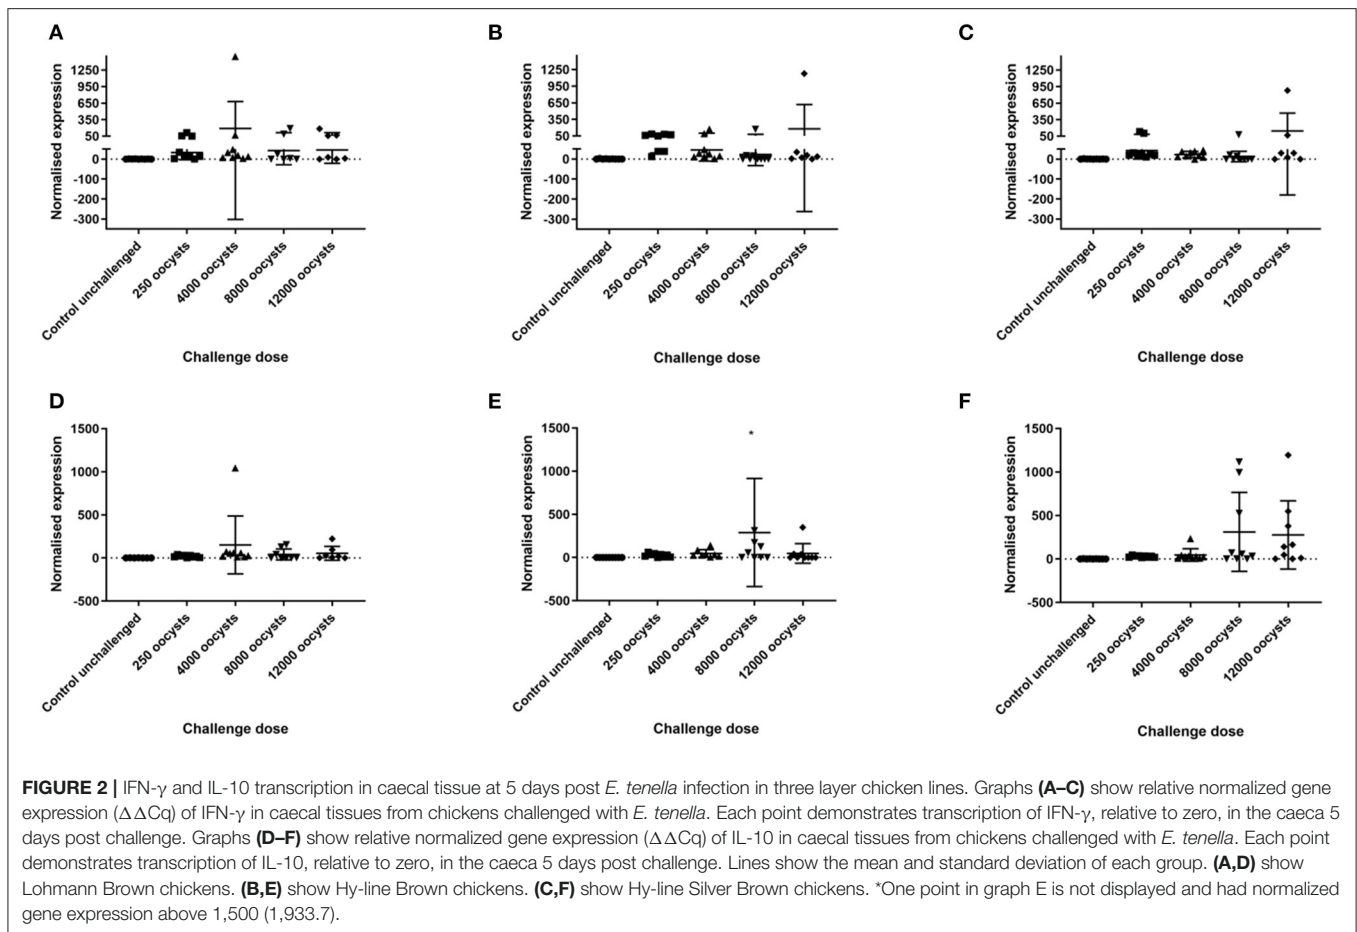 A
Normalised expression
1250
950
650
350
50
0
-100
-200
-300
Control unchallenged
250 oocysts
4000 oocysts
8000 oocysts
12000 oocysts
Challenge dose
B
Normalised expression
1250
950
650
350
50
0
-100
-200
-300
Control unchallenged
250 oocysts
4000 oocysts
8000 oocysts
12000 oocysts
Challenge dose
C
Normalised expression
1250
950
650
350
50
0
-100
-200
-300
Control unchallenged
250 oocysts
4000 oocysts
8000 oocysts
12000 oocysts
Challenge dose
D
Normalised expression
1500
1000
500
0
-500
Control unchallenged
250 oocysts
4000 oocysts
8000 oocysts
12000 oocysts
Challenge dose
E
Normalised expression
1500
1000
500
0
-500
*
Control unchallenged
250 oocysts
4000 oocysts
8000 oocysts
12000 oocysts
Challenge dose
F
Normalised expression
1500
1000
500
0
-500
Control unchallenged
250 oocysts
4000 oocysts
8000 oocysts
12000 oocysts
Challenge dose
FIGURE 2 | IFN-γ and IL-10 transcription in caecal tissue at 5 days post E. tenella infection in three layer chicken lines. Graphs (A–C) show relative normalized gene
expression (ΔΔCq) of IFN-γ in caecal tissues from chickens challenged with E. tenella. Each point demonstrates transcription of IFN-γ, relative to zero, in the caeca 5
days post challenge. Graphs (D–F) show relative normalized gene expression (ΔΔCq) of IL-10 in caecal tissues from chickens challenged with E. tenella. Each point
demonstrates transcription of IL-10, relative to zero, in the caeca 5 days post challenge. Lines show the mean and standard deviation of each group. (A,D) show
Lohmann Brown chickens. (B,E) show Hy-line Brown chickens. (C,F) show Hy-line Silver Brown chickens. *One point in graph E is not displayed and had normalized
gene expression above 1,500 (1,933.7).